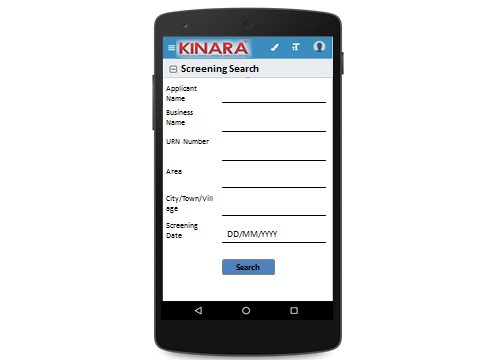 KINARA
Screening Search
Applicant
Name
Business
Name
URN Number
Area
City/Town/Vill
age
Screening
Date
DD/MM/YYYY
Search